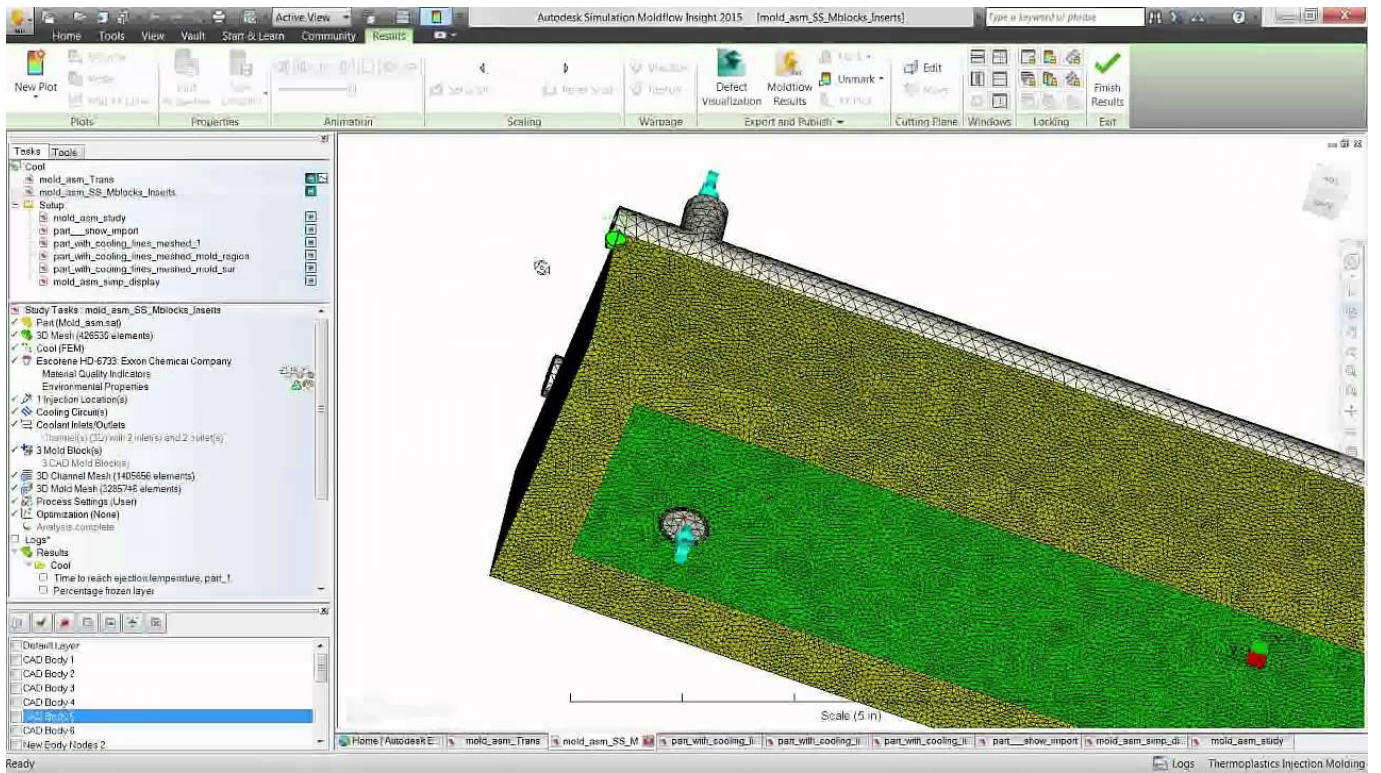 Active View
Autodesk Simulation Moldflow Insight 2015 [mold_asm_SS_Mblocks_Inserts]
Type a keyword or phrase
Home Tools View Vault Start & Learn Community Results
New Plot
Defect Visualization
Moldflow Results
Unmark
Edit
Finish Results
Plots Properties Animation Scaling Warpage Export and Publish Cutting Plane Windows Locking Exit
Tasks Tools
Cool
mold_asm_Trans
mold_asm_SS_Mblocks_Inserts
Setup
mold_asm_study
part__show_import
part_with_cooling_lines_meshed_1
part_with_cooling_lines_meshed_mold_region
part_with_cooling_lines_meshed_mold_sur
mold_asm_simp_display
Study Tasks : mold_asm_SS_Mblocks_Inserts
Part (Mold_asm.sat)
3D Mesh (426530 elements)
Cool (FEM)
Escorene HD-6733: Exxon Chemical Company
Material Quality Indicators
Environmental Properties
1 Injection Location(s)
Cooling Circuit(s)
Coolant Inlets/Outlets
Channel(s) (3D) with 2 inlet(s) and 2 outlet(s)
3 Mold Block(s)
3 CAD Mold Block(s)
3D Channel Mesh (1405656 elements)
3D Mold Mesh (3285746 elements)
Process Settings (User)
Optimization (None)
Analysis complete
Logs*
Results
Cool
Time to reach ejection temperature, part_1
Percentage frozen layer
Default Layer
CAD Body 1
CAD Body 2
CAD Body 3
CAD Body 4
CAD Body 5
CAD Body 6
New Body Nodes 2
Scale (5 in)
Home (Autodesk E... mold_asm_Trans mold_asm_SS_M part_with_cooling_li part_with_cooling_li part_with_cooling_li part__show_import mold_asm_simp_di... mold_asm_study
Ready
Logs Thermoplastics Injection Molding